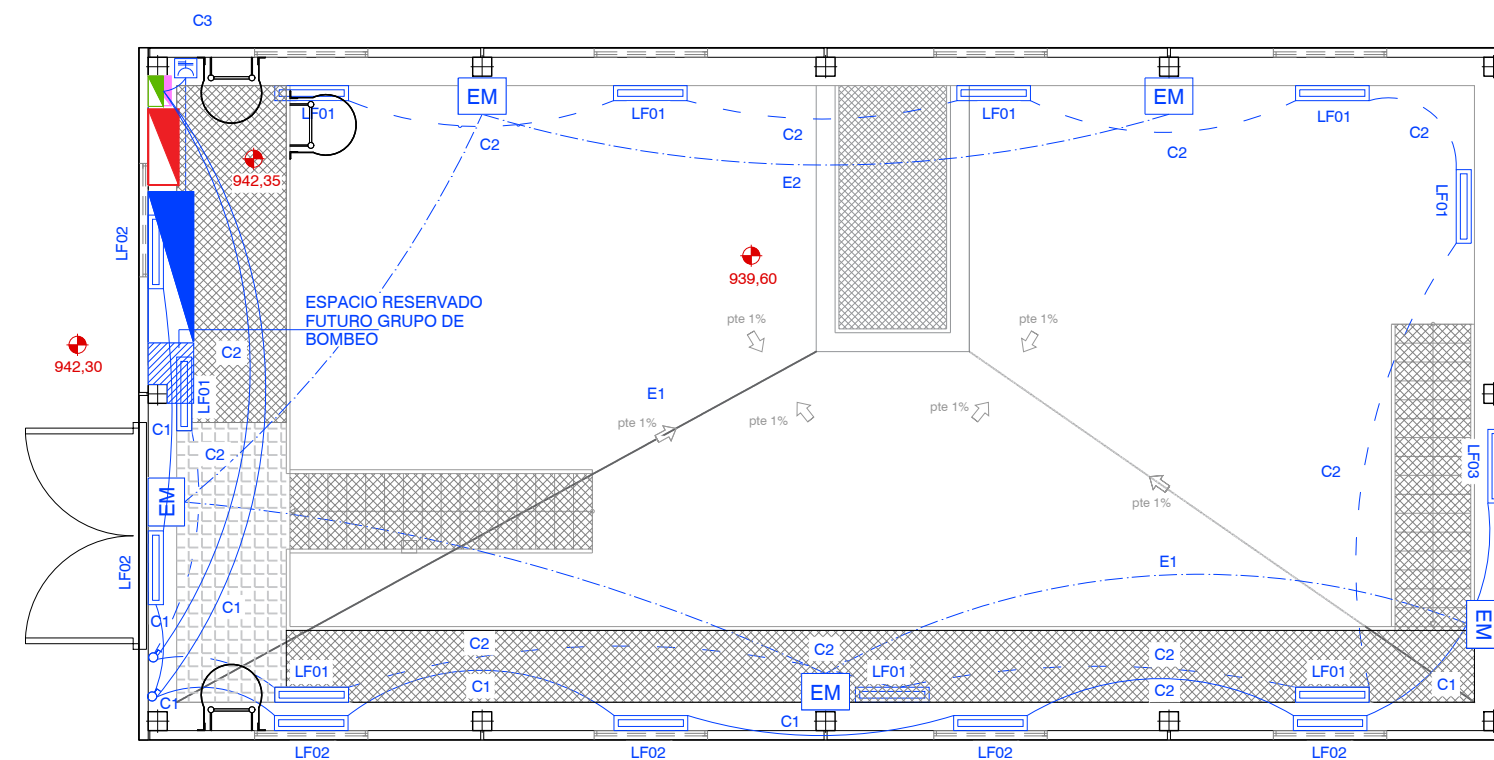 C3
LF01
EM
LF01
LF01
EM
LF01
C2
C2
C2
C2
E2
942,35
LF01
LF02
939,60
ESPACIO RESERVADO
FUTURO GRUPO DE
BOMBEO
pte 1%
pte 1%
942,30
C2
LF01
E1
pte 1%
pte 1%
pte 1%
C1
C2
C2
LF03
EM
pte 1%
LF02
E1
C1
C1
EM
C2
C2
C2
LF01
LF01
LF01
C1
EM
C2
C1
C1
C1
LF02
LF02
LF02
LF02